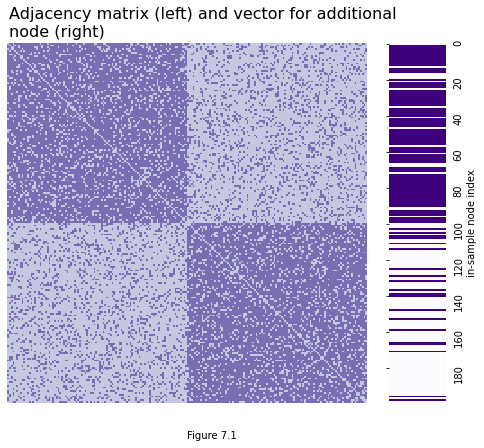 Adjacency matrix (left) and vector for additional
node (right)
0
20
40
60
80
100
120
140
160
180
in-sample node index
Figure 7.1